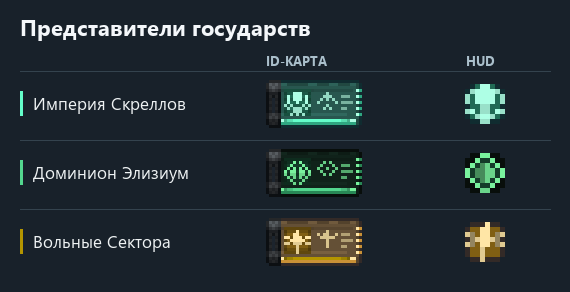 Представители государств
ID-КАРТА HUD
Империя Скреллов
Доминион Элизиум
Вольные Сектора